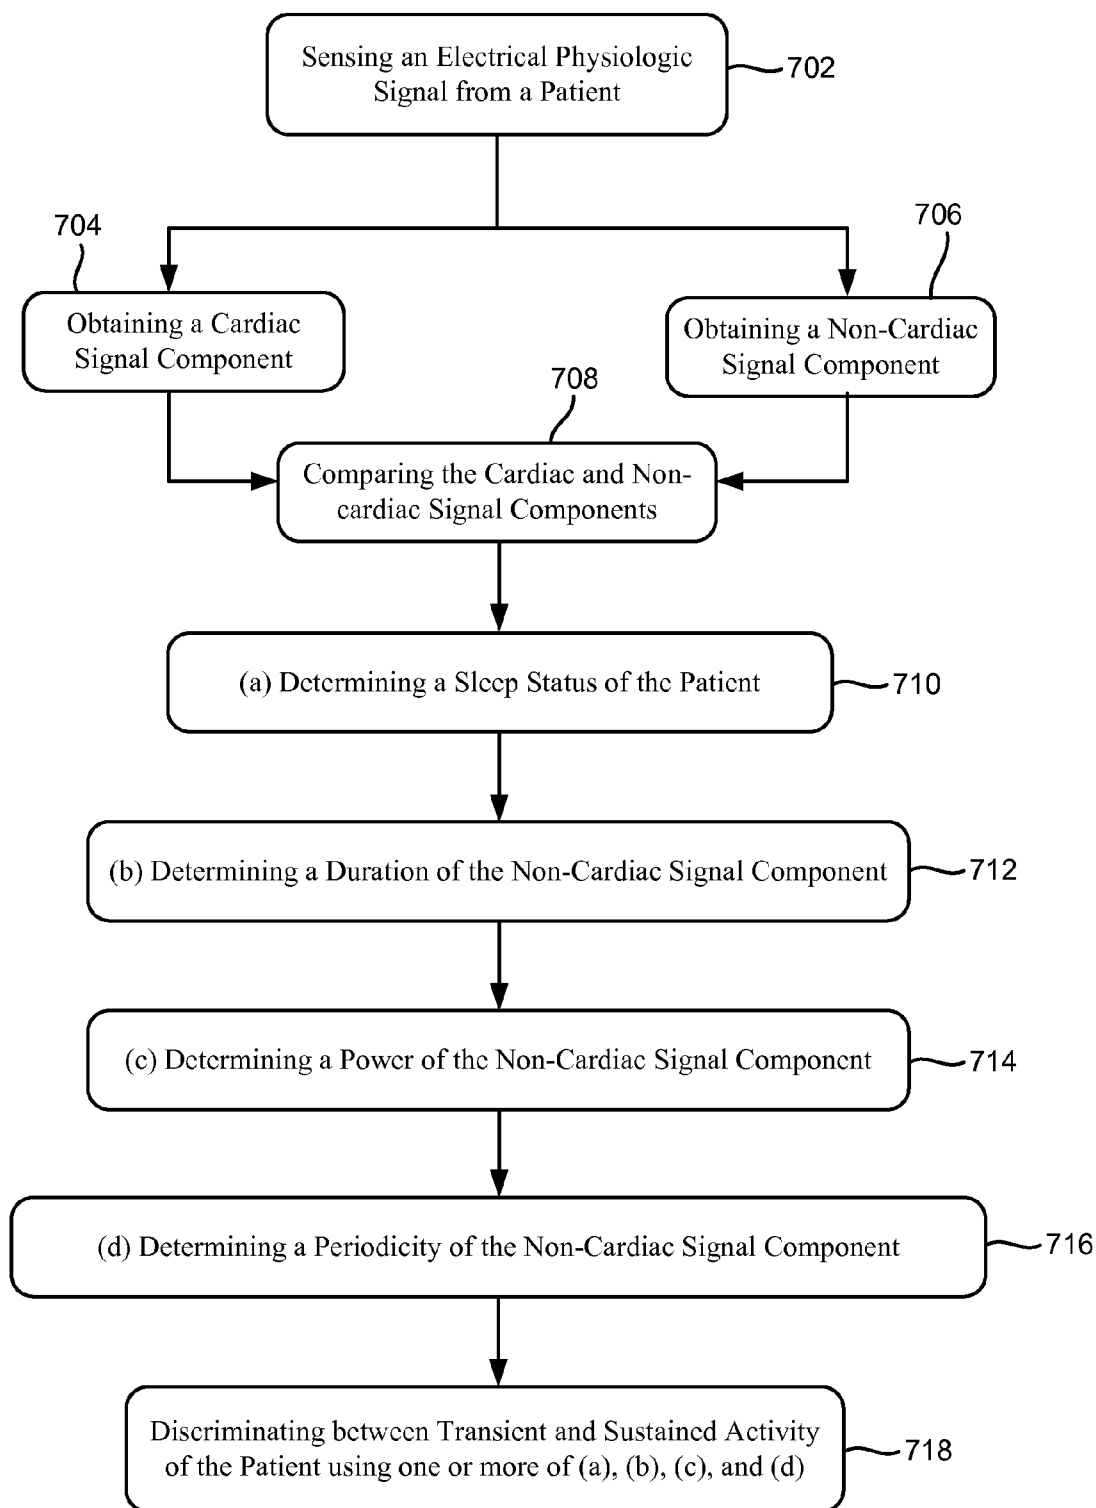 Sensing an Electrical Physiologic
Signal from a Patient
702
704
706
Obtaining a Cardiac
Signal Component
Obtaining a Non-Cardiac
Signal Component
708
Comparing the Cardiac and Non-
cardiac Signal Components
(a) Determining a Sleep Status of the Patient
710
(b) Determining a Duration of the Non-Cardiac Signal Component
712
(c) Determining a Power of the Non-Cardiac Signal Component
714
(d) Determining a Periodicity of the Non-Cardiac Signal Component
716
Discriminating between Transient and Sustained Activity
of the Patient using one or more of (a), (b), (c), and (d)
718